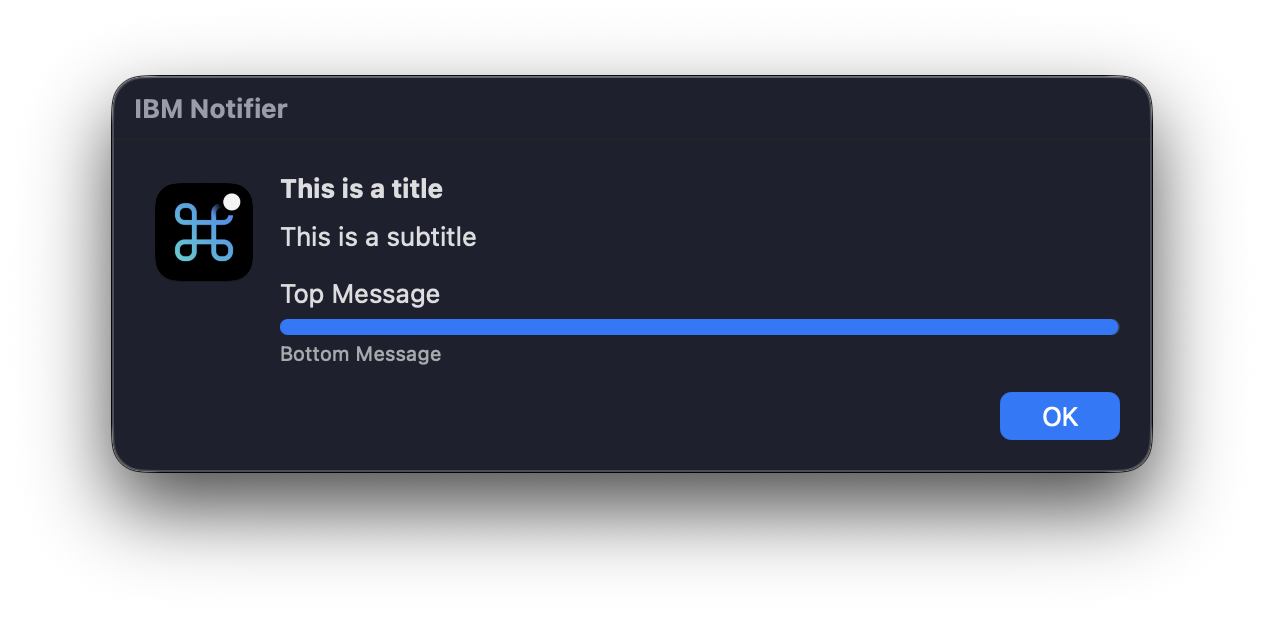 IBM Notifier
This is a title
This is a subtitle
Top Message
Bottom Message
OK